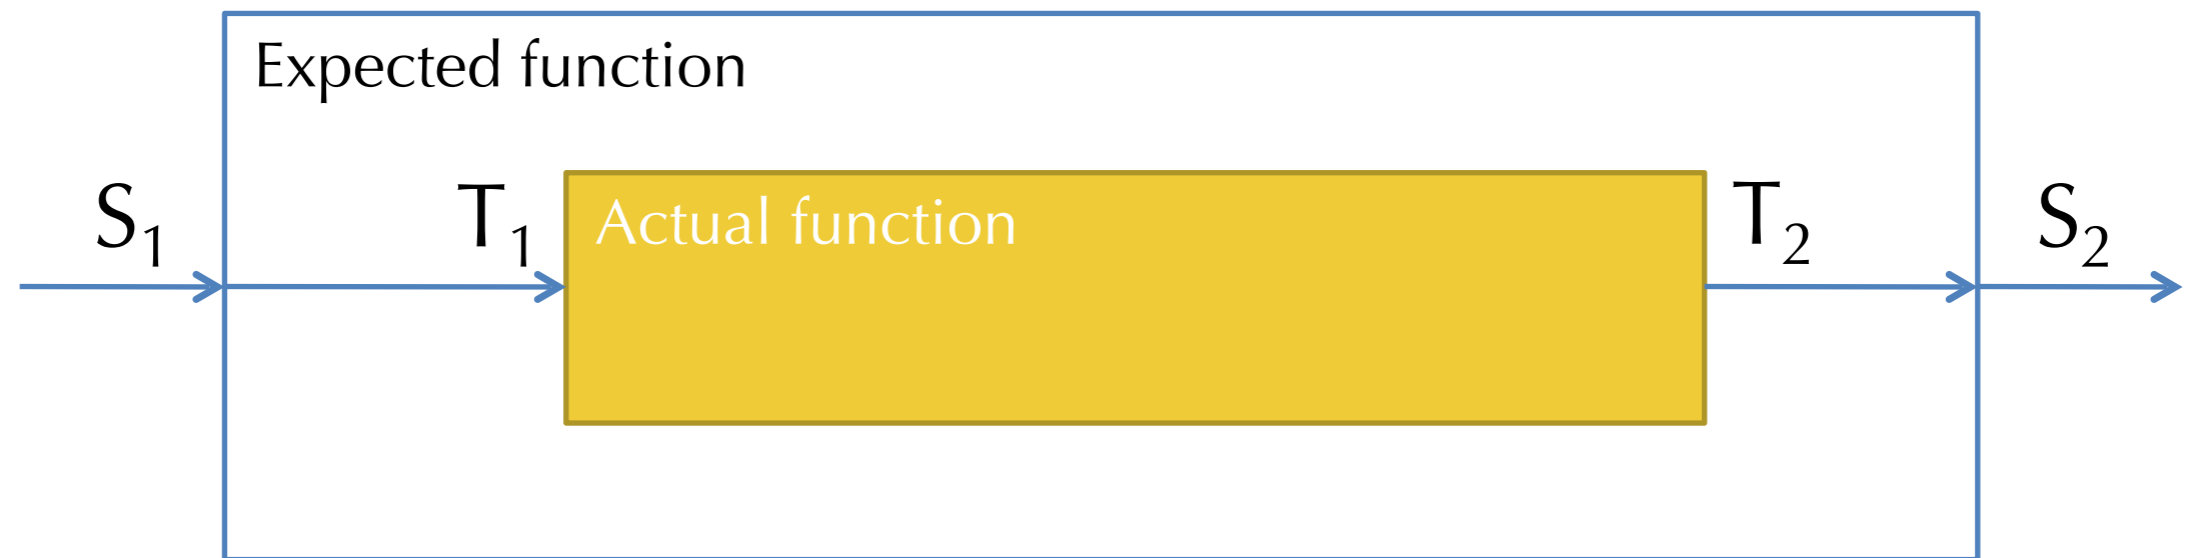 Expected function
S₁
T₁
Actual function
T₂
S₂